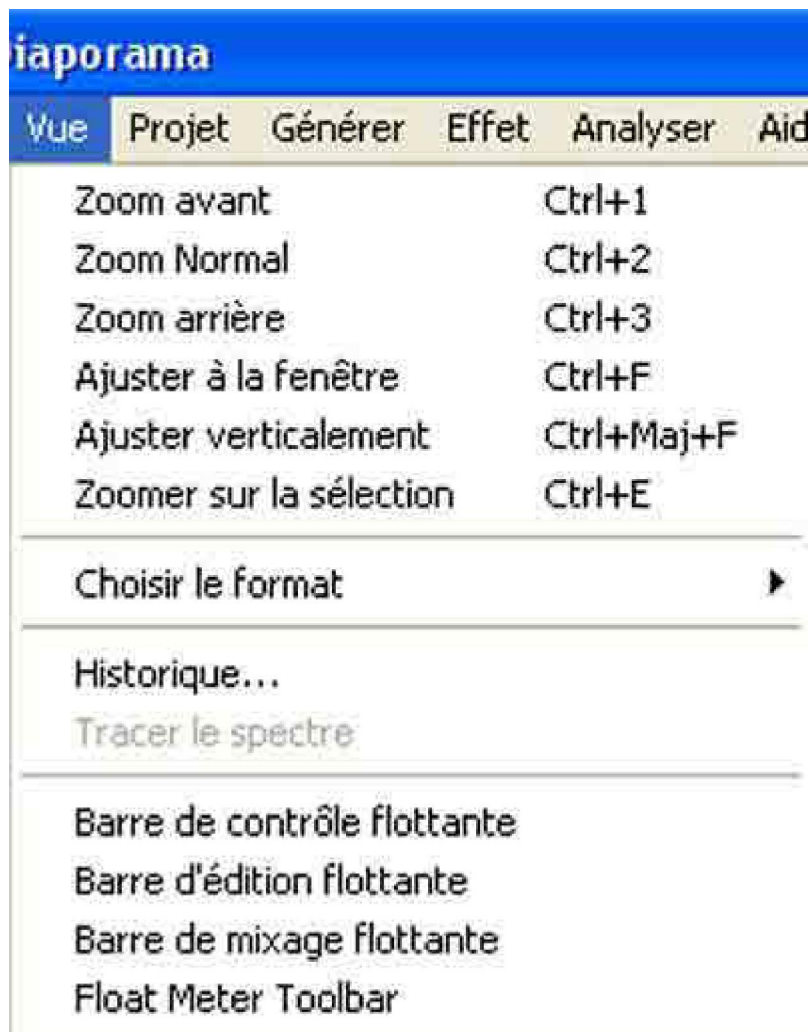 iaporama
Vue Projet Générer Effet Analyser Aid
Zoom avant Ctrl+1
Zoom Normal Ctrl+2
Zoom arrière Ctrl+3
Ajuster à la fenêtre Ctrl+F
Ajuster verticalement Ctrl+Maj+F
Zoomer sur la sélection Ctrl+E
Choisir le format
Historique...
Tracer le spectre
Barre de contrôle flottante
Barre d'édition flottante
Barre de mixage flottante
Float Meter Toolbar